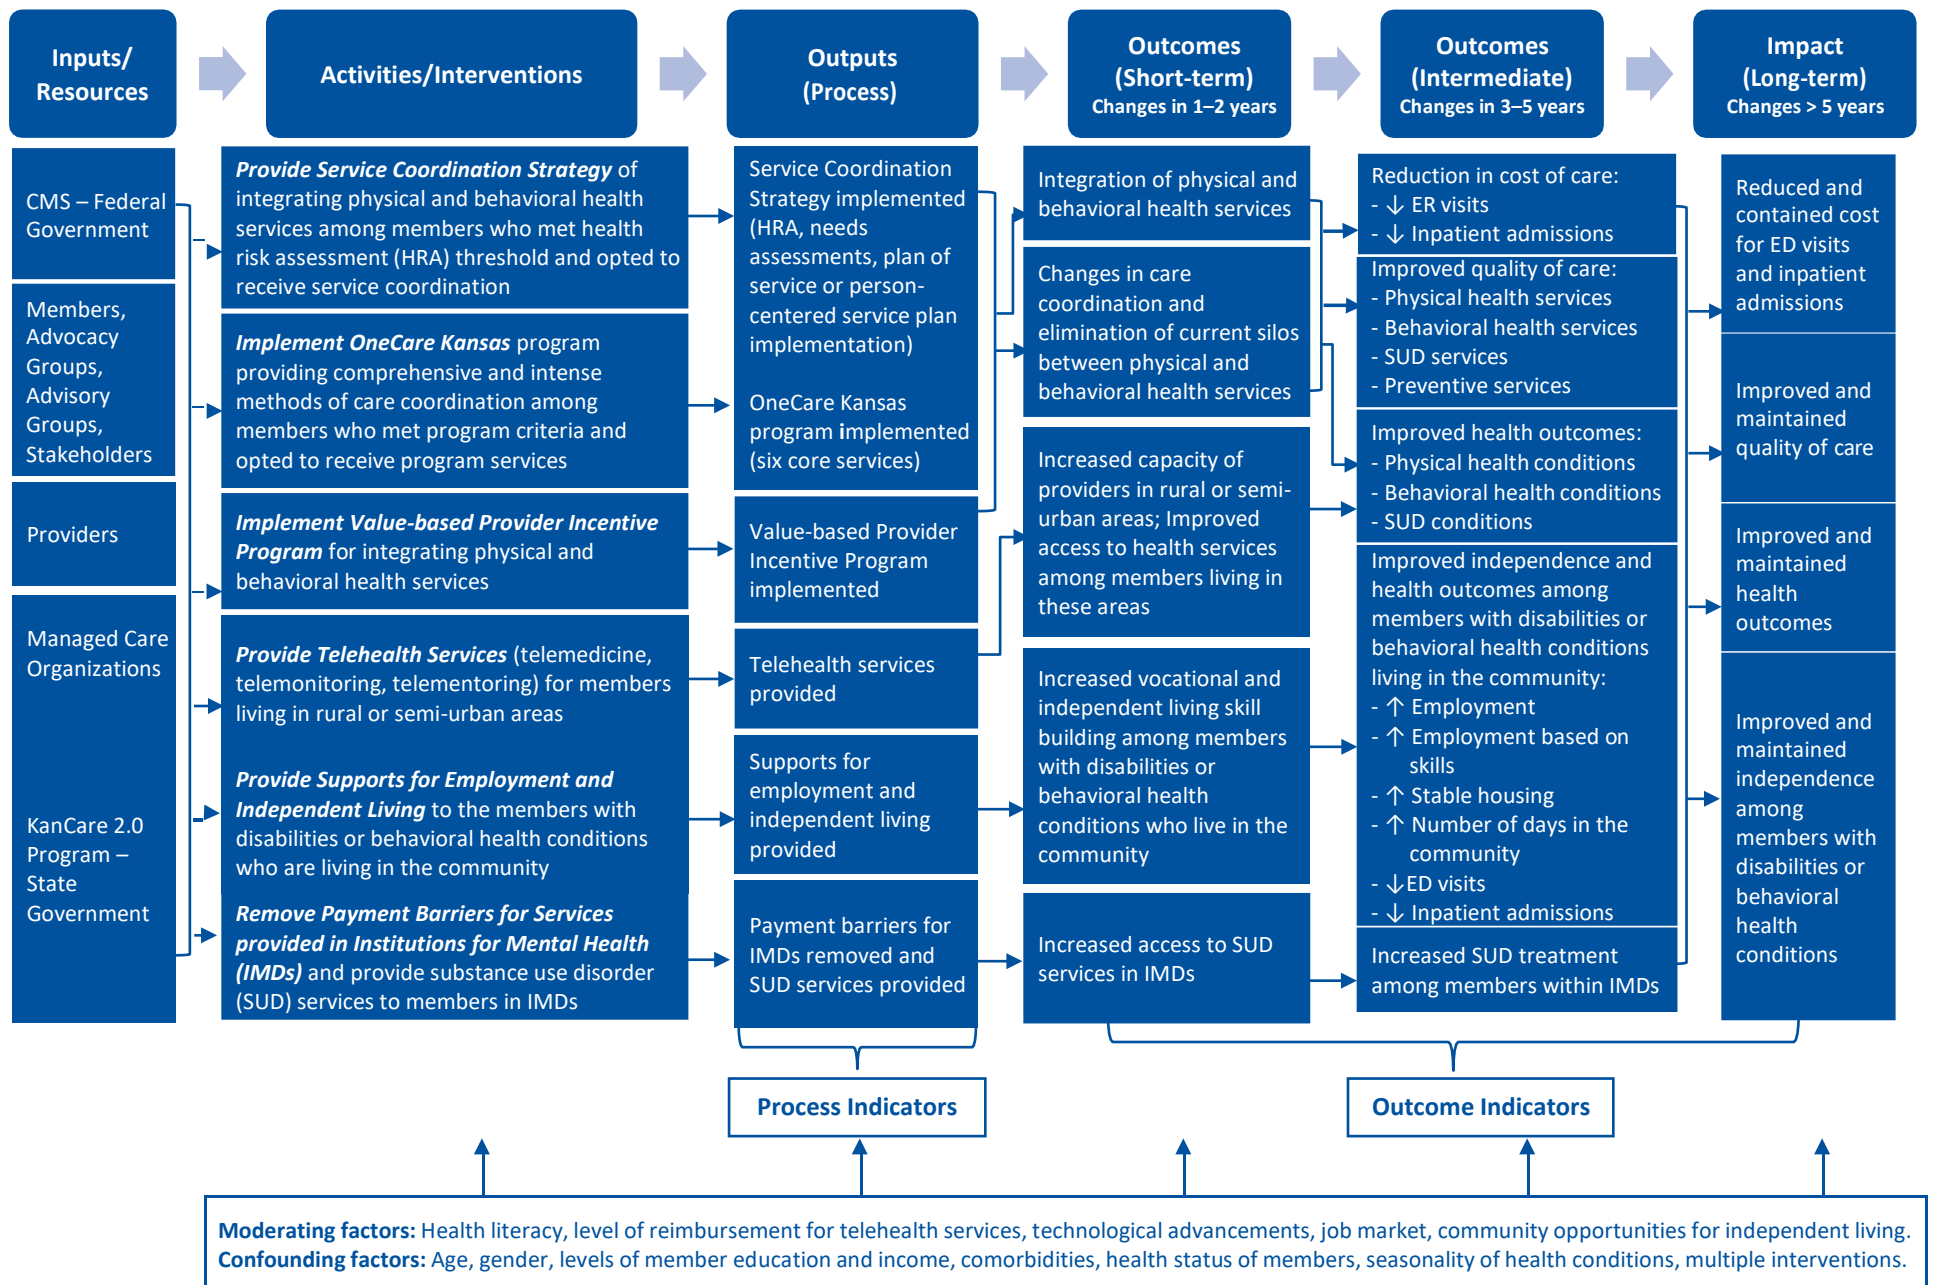 Inputs/
Resources
Activities/Interventions
Outputs
(Process)
Outcomes
(Short-term)
Changes in 1–2 years
Outcomes
(Intermediate)
Changes in 3–5 years
Impact
(Long-term)
Changes > 5 years
CMS – Federal
Government
Members,
Advocacy
Groups,
Advisory
Groups,
Stakeholders
Providers
Managed Care
Organizations
KanCare 2.0
Program –
State
Government
Provide Service Coordination Strategy of
integrating physical and behavioral health
services among members who met health
risk assessment (HRA) threshold and opted to
receive service coordination
Implement OneCare Kansas program
providing comprehensive and intense
methods of care coordination among
members who met program criteria and
opted to receive program services
Implement Value-based Provider Incentive
Program for integrating physical and
behavioral health services
Provide Telehealth Services (telemedicine,
telemonitoring, telementoring) for members
living in rural or semi-urban areas
Provide Supports for Employment and
Independent Living to the members with
disabilities or behavioral health conditions
who are living in the community
Remove Payment Barriers for Services
provided in Institutions for Mental Health
(IMDs) and provide substance use disorder
(SUD) services to members in IMDs
Service Coordination
Strategy implemented
(HRA, needs
assessments, plan of
service or person-
centered service plan
implementation)
OneCare Kansas
program implemented
(six core services)
Value-based Provider
Incentive Program
implemented
Telehealth services
provided
Supports for
employment and
independent living
provided
Payment barriers for
IMDs removed and
SUD services provided
Integration of physical and
behavioral health services
Changes in care
coordination and
elimination of current silos
between physical and
behavioral health services
Increased capacity of
providers in rural or semi-
urban areas; Improved
access to health services
among members living in
these areas
Increased vocational and
independent living skill
building among members
with disabilities or
behavioral health
conditions who live in the
community
Increased access to SUD
services in IMDs
Reduction in cost of care:
- ↓ ER visits
- ↓ Inpatient admissions
Improved quality of care:
- Physical health services
- Behavioral health services
- SUD services
- Preventive services
Improved health outcomes:
- Physical health conditions
- Behavioral health conditions
- SUD conditions
Improved independence and
health outcomes among
members with disabilities or
behavioral health conditions
living in the community:
- ↑ Employment
- ↑ Employment based on
skills
- ↑ Stable housing
- ↑ Number of days in the
community
- ↓ED visits
- ↓ Inpatient admissions
Increased SUD treatment
among members within IMDs
Reduced and
contained cost
for ED visits
and inpatient
admissions
Improved and
maintained
quality of care
Improved and
maintained
health
outcomes
Improved and
maintained
independence
among
members with
disabilities or
behavioral
health
conditions
Process Indicators
Outcome Indicators
Moderating factors: Health literacy, level of reimbursement for telehealth services, technological advancements, job market, community opportunities for independent living.
Confounding factors: Age, gender, levels of member education and income, comorbidities, health status of members, seasonality of health conditions, multiple interventions.